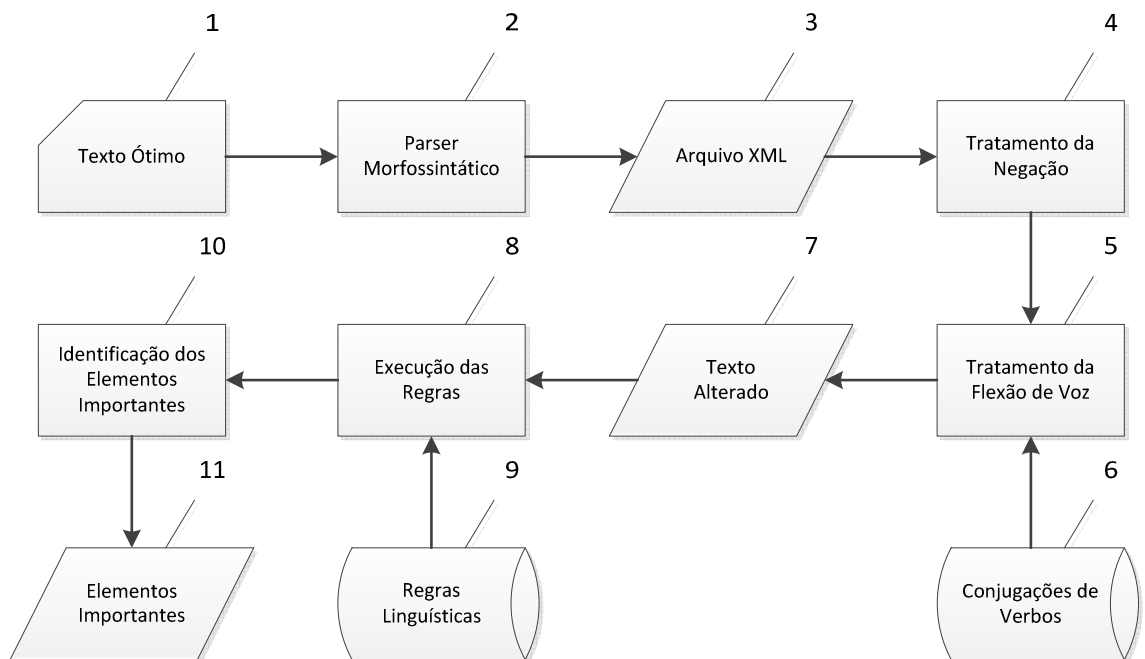 1
2
3
4
Texto Ótimo
Parser
Morfossintático
Arquivo XML
Tratamento da
Negação
10
8
7
5
Identificação dos
Elementos
Importantes
Execução das
Regras
Texto
Alterado
Tratamento da
Flexão de Voz
11
9
6
Elementos
Importantes
Regras
Linguísticas
Conjugações de
Verbos